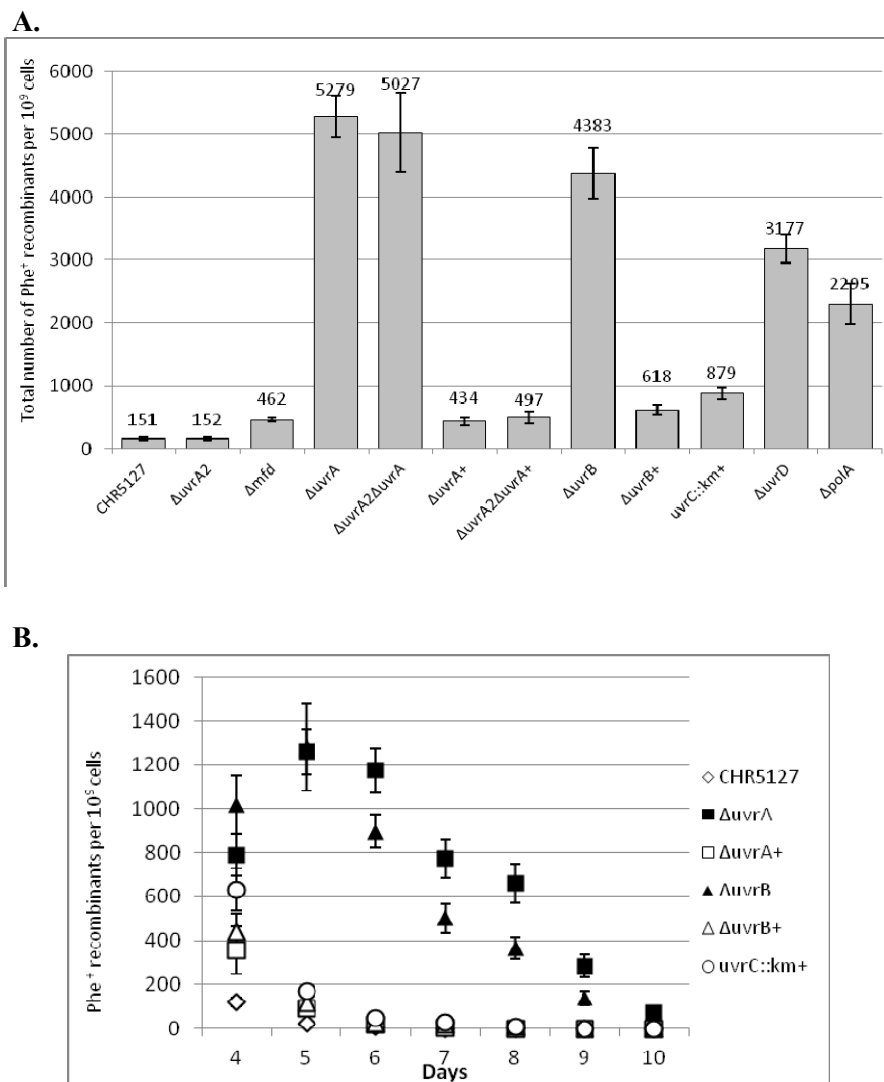 A.
Total number of Phe⁺ recombinants per 10⁹ cells
6000
5000
4000
3000
2000
1000
0
151
152
462
5279
5027
434
497
4383
618
879
3177
2295
CHR5127
ΔuvrA2
Δmfd
ΔuvrA
ΔuvrA2ΔuvrA
ΔuvrA+
ΔuvrA2ΔuvrA+
ΔuvrB
ΔuvrB+
uvrC::km+
ΔuvrD
ΔpolA
B.
Phe⁺ recombinants per 10⁵ cells
1600
1400
1200
1000
800
600
400
200
0
4 5 6 7 8 9 10
Days
CHR5127
ΔuvrA
ΔuvrA+
ΔuvrB
ΔuvrB+
uvrC::km+